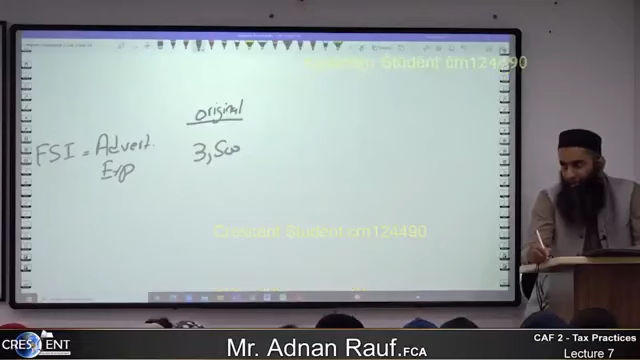 Student cm124490
original
FSI = Advert. 3,500
Exp
Crescent Student cm124490
CRESCENT
Mr. Adnan Rauf.FCA
CAF 2 - Tax Practices
Lecture 7